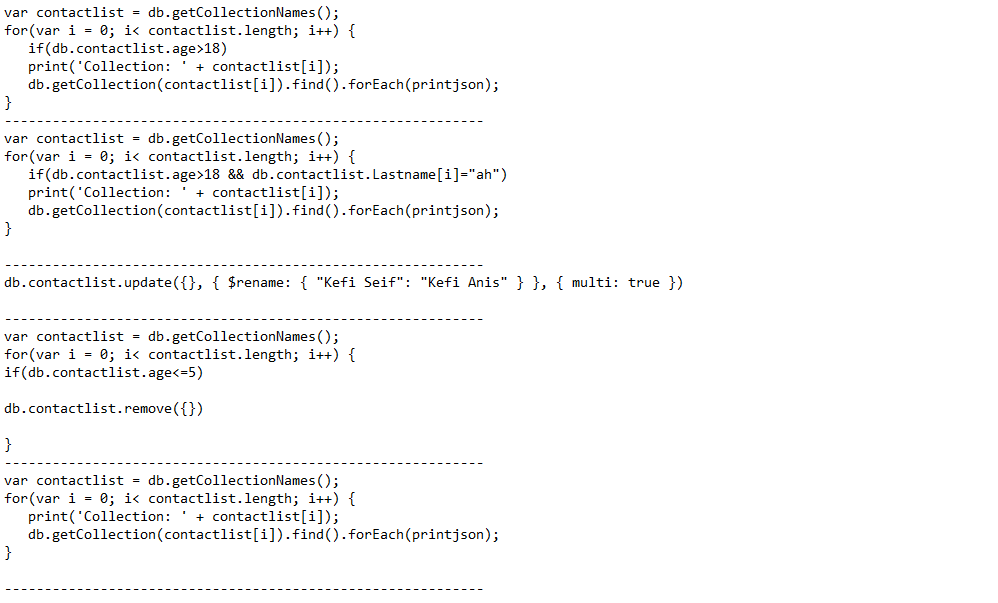 var contactlist = db.getCollectionNames();
for(var i = 0; i< contactlist.length; i++) {
   if(db.contactlist.age>18)
   print('Collection: ' + contactlist[i]);
   db.getCollection(contactlist[i]).find().forEach(printjson);
}
------------------------------------------------------------
var contactlist = db.getCollectionNames();
for(var i = 0; i< contactlist.length; i++) {
   if(db.contactlist.age>18 && db.contactlist.Lastname[i]="ah")
   print('Collection: ' + contactlist[i]);
   db.getCollection(contactlist[i]).find().forEach(printjson);
}
------------------------------------------------------------
db.contactlist.update({}, { $rename: { "Kefi Seif": "Kefi Anis" } }, { multi: true })
------------------------------------------------------------
var contactlist = db.getCollectionNames();
for(var i = 0; i< contactlist.length; i++) {
if(db.contactlist.age<=5)
db.contactlist.remove({})
}
------------------------------------------------------------
var contactlist = db.getCollectionNames();
for(var i = 0; i< contactlist.length; i++) {
   print('Collection: ' + contactlist[i]);
   db.getCollection(contactlist[i]).find().forEach(printjson);
}
------------------------------------------------------------